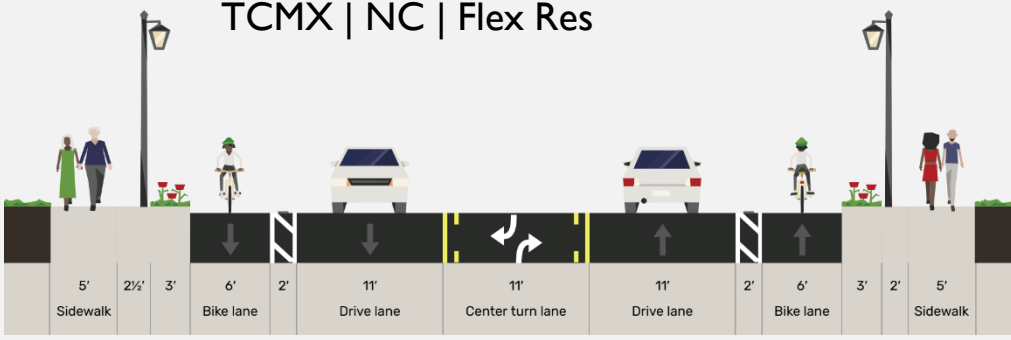 TCMX | NC | Flex Res
5' 2½' 3' 6' 2' 11' 11' 11' 2' 6' 3' 2' 5'
Sidewalk Bike lane Drive lane Center turn lane Drive lane Bike lane Sidewalk